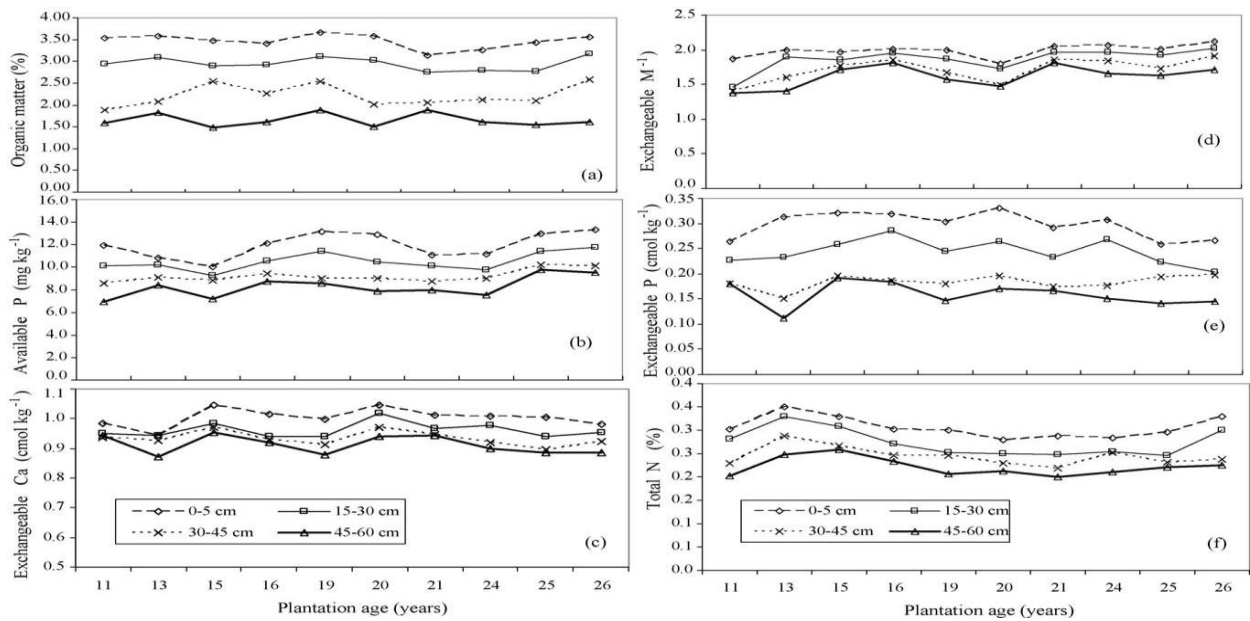 Organic matter (%)
4.00
3.50
3.00
2.50
2.00
1.50
1.00
0.50
0.00
(a)
Available P (mg kg-1)
16.0
14.0
12.0
10.0
8.0
6.0
4.0
2.0
0.0
(b)
Exchangeable Ca (cmol kg-1)
1.1
1.0
0.9
0.8
0.7
0.6
0.5
0-5 cm
15-30 cm
30-45 cm
45-60 cm
(c)
11 13 15 16 19 20 21 24 25 26
Plantation age (years)
Exchangeable M-1
2.5
2.0
1.5
1.0
0.5
0.0
(d)
Exchangeable P (cmol kg-1)
0.35
0.30
0.25
0.20
0.15
0.10
0.05
0.00
(e)
Total N (%)
0.4
0.4
0.3
0.3
0.2
0.2
0.1
0.1
0.0
0-5 cm
15-30 cm
30-45 cm
45-60 cm
(f)
11 13 15 16 19 20 21 24 25 26
Plantation age (years)